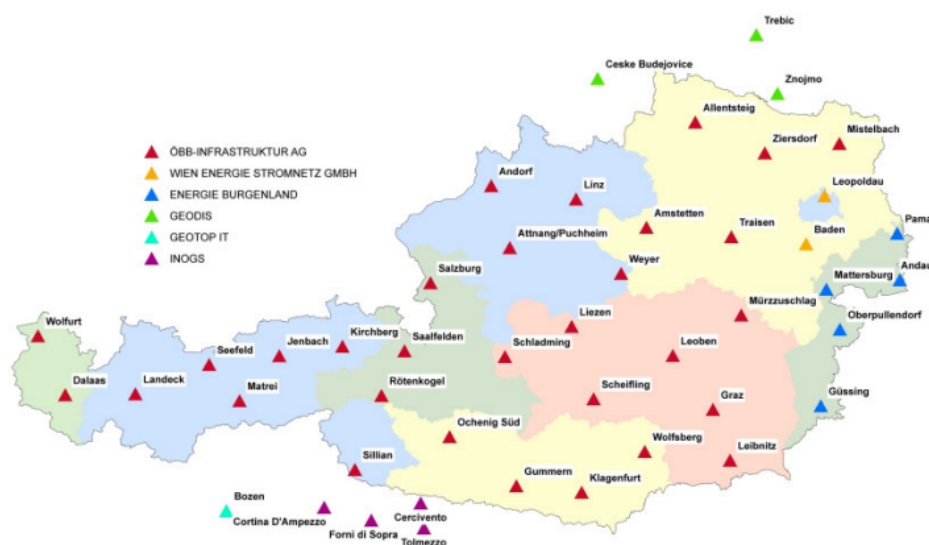 Trebic
Ceske Budejovice
Znojmo
Allentsteig
Ziersdorf
Mistelbach
ÖBB-INFRASTRUKTUR AG
WIEN ENERGIE STROMNETZ GMBH
ENERGIE BURGENLAND
GEODIS
GEOTOP IT
INOGS
Andorf
Linz
Leopoldau
Amstetten
Traisen
Baden
Pama
Attnang/Puchheim
Salzburg
Weyer
Mattersburg
Andau
Mürzzuschlag
Oberpullendorf
Wolfurt
Seefeld
Jenbach
Kirchberg
Saalfelden
Liezen
Schladming
Leoben
Dalaas
Landeck
Matrei
Rötenkogel
Scheifling
Graz
Güssing
Ochenig Süd
Wolfsberg
Sillian
Leibnitz
Gummern
Klagenfurt
Bozen
Cortina D'Ampezzo
Cercivento
Forni di Sopra
Tolmezzo